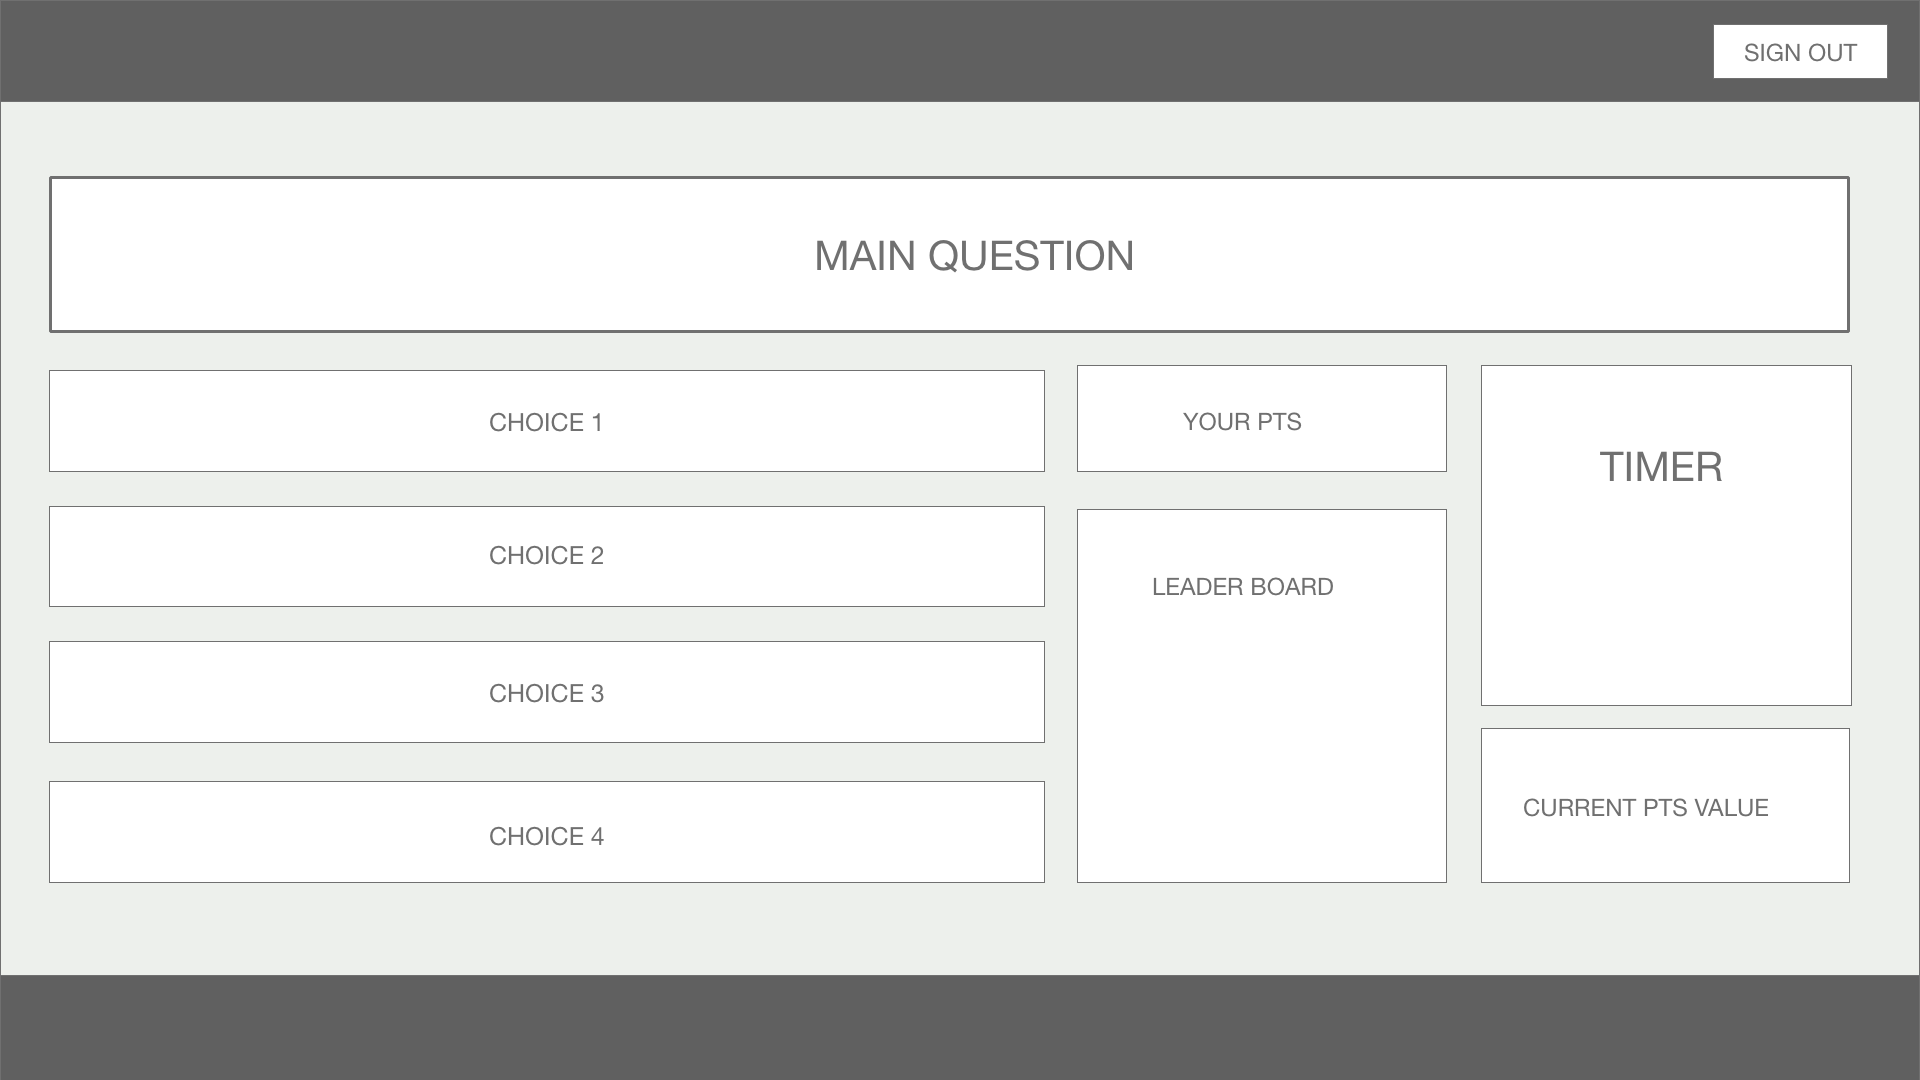 SIGN OUT
MAIN QUESTION
CHOICE 1
YOUR PTS
TIMER
CHOICE 2
LEADER BOARD
CHOICE 3
CURRENT PTS VALUE
CHOICE 4